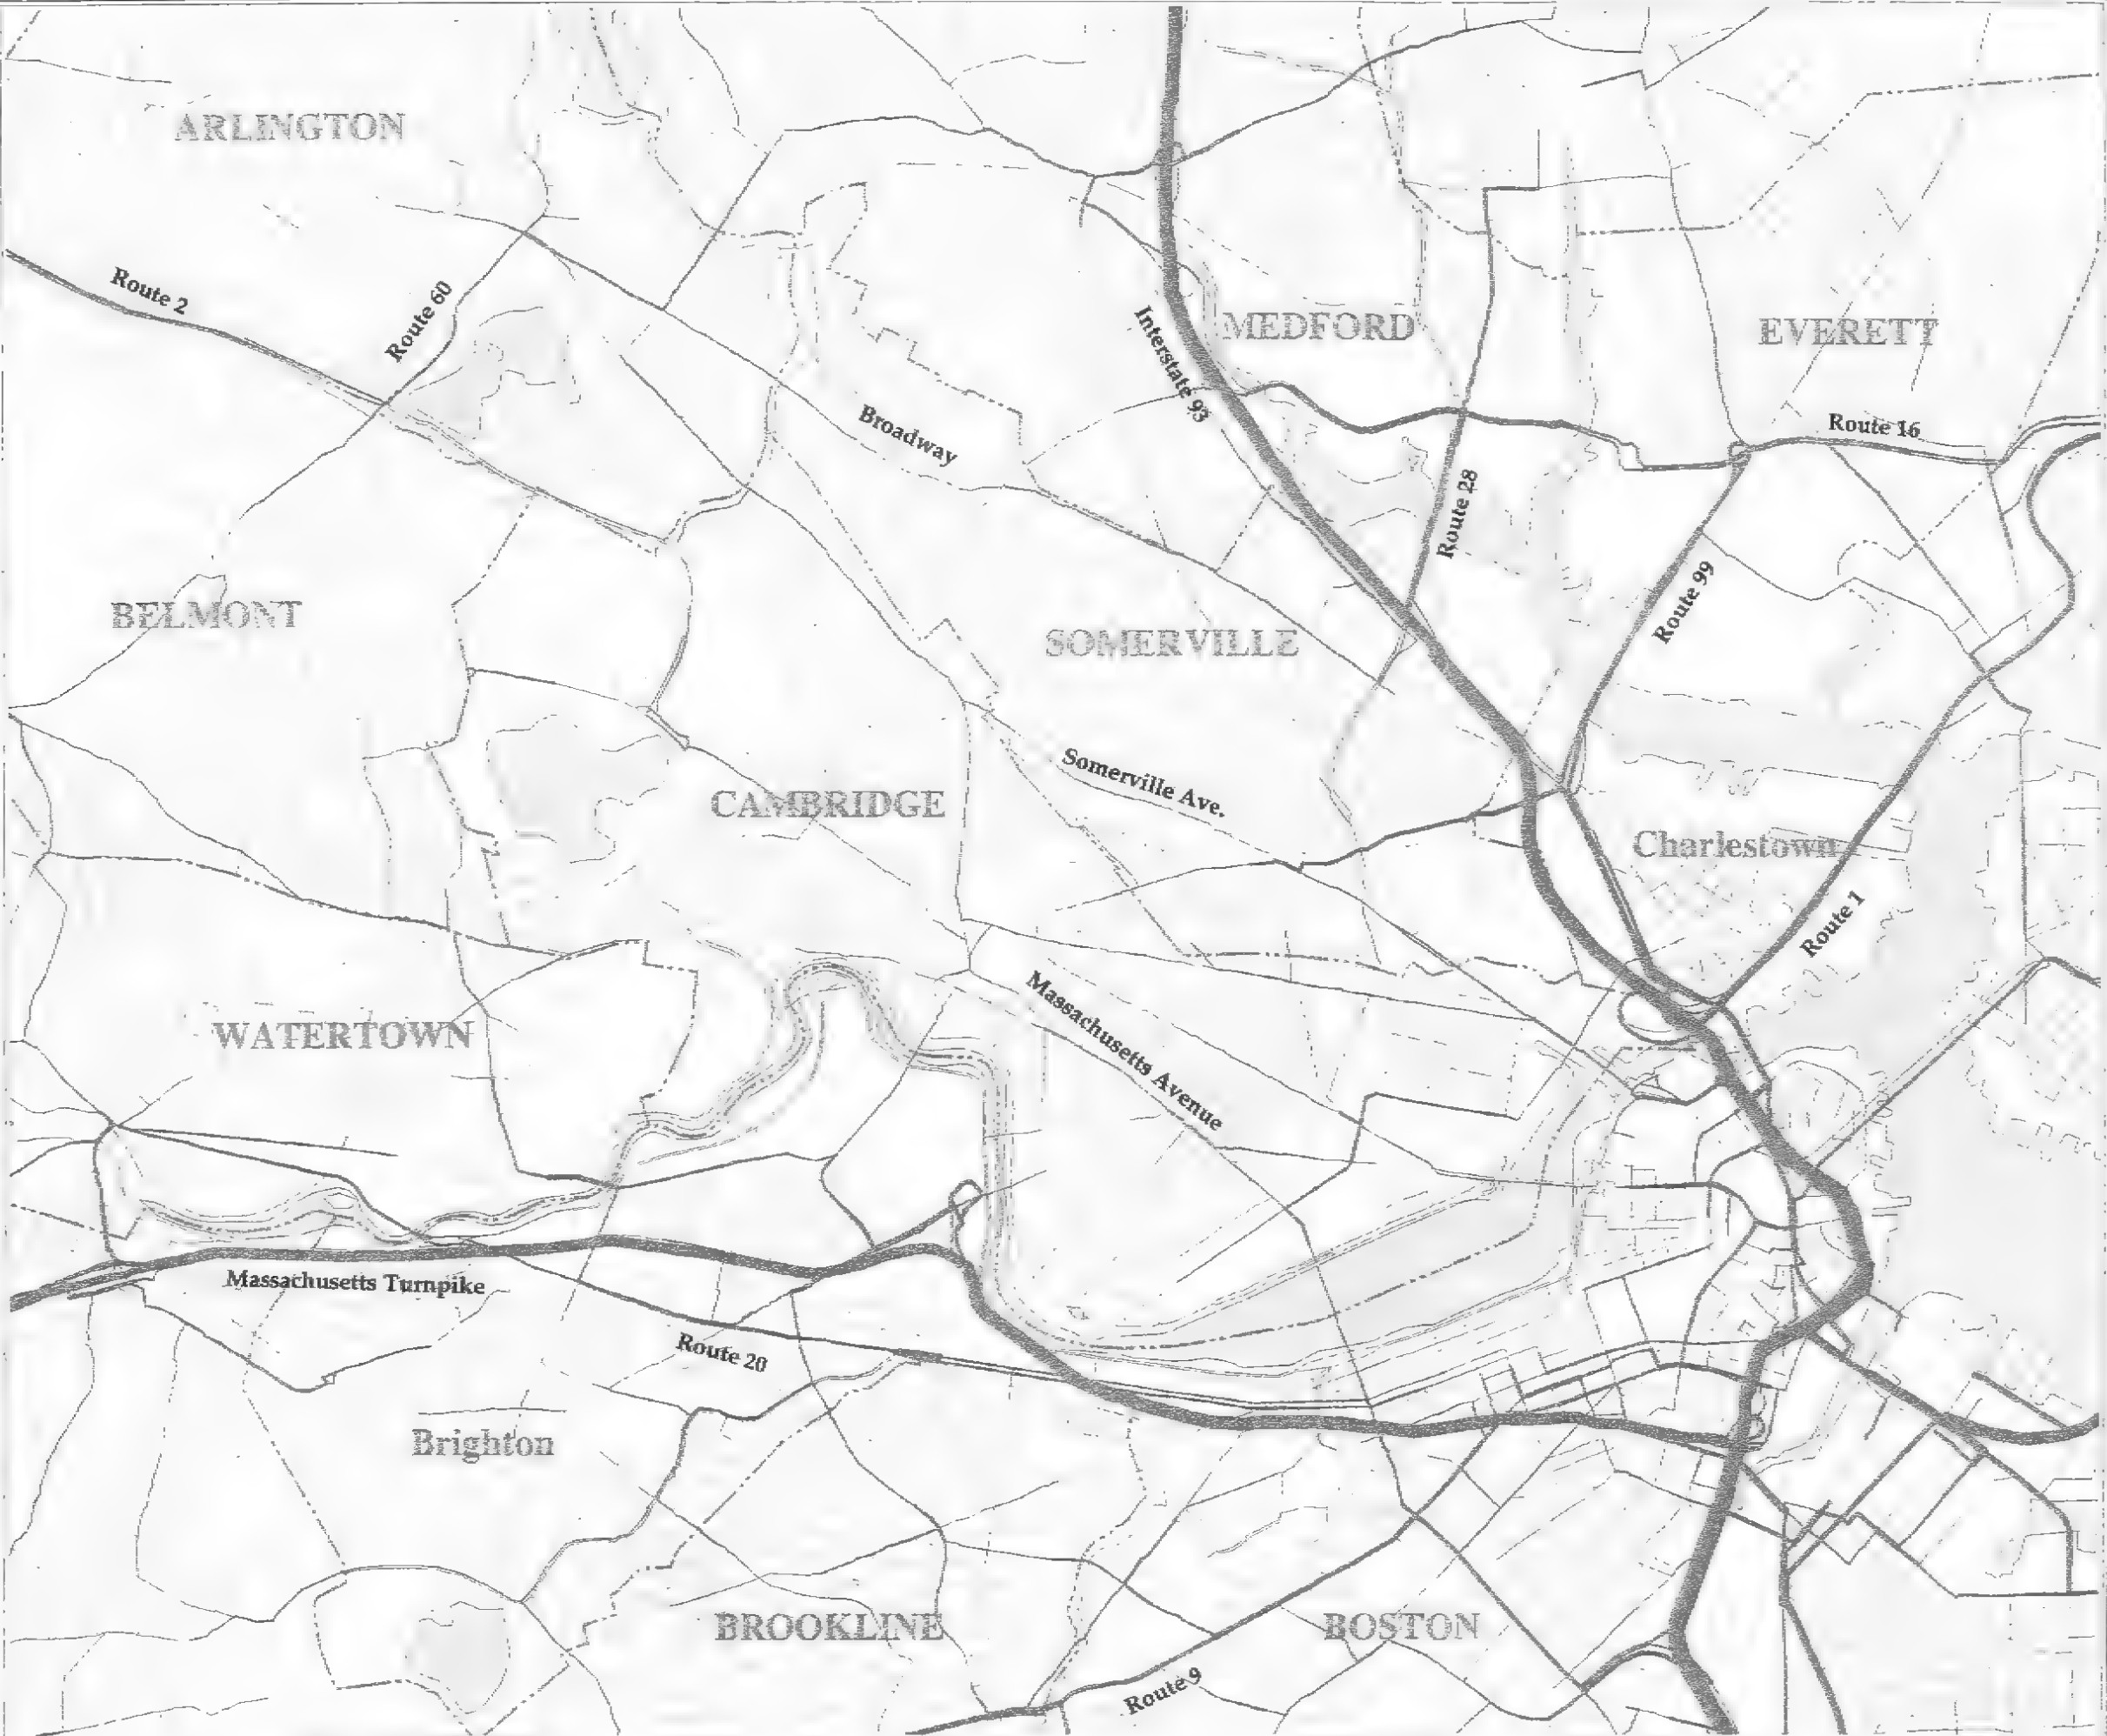 ARLINGTON
Route 2
Route 60
Interstate 93
MEDFORD
EVERETT
Broadway
Route 16
Route 28
Route 99
BELMONT
SOMERVILLE
Somerville Ave.
CAMBRIDGE
Charlestown
Route 1
WATERTOWN
Massachusetts Avenue
Massachusetts Turnpike
Route 20
Brighton
BROOKLINE
BOSTON
Route 9